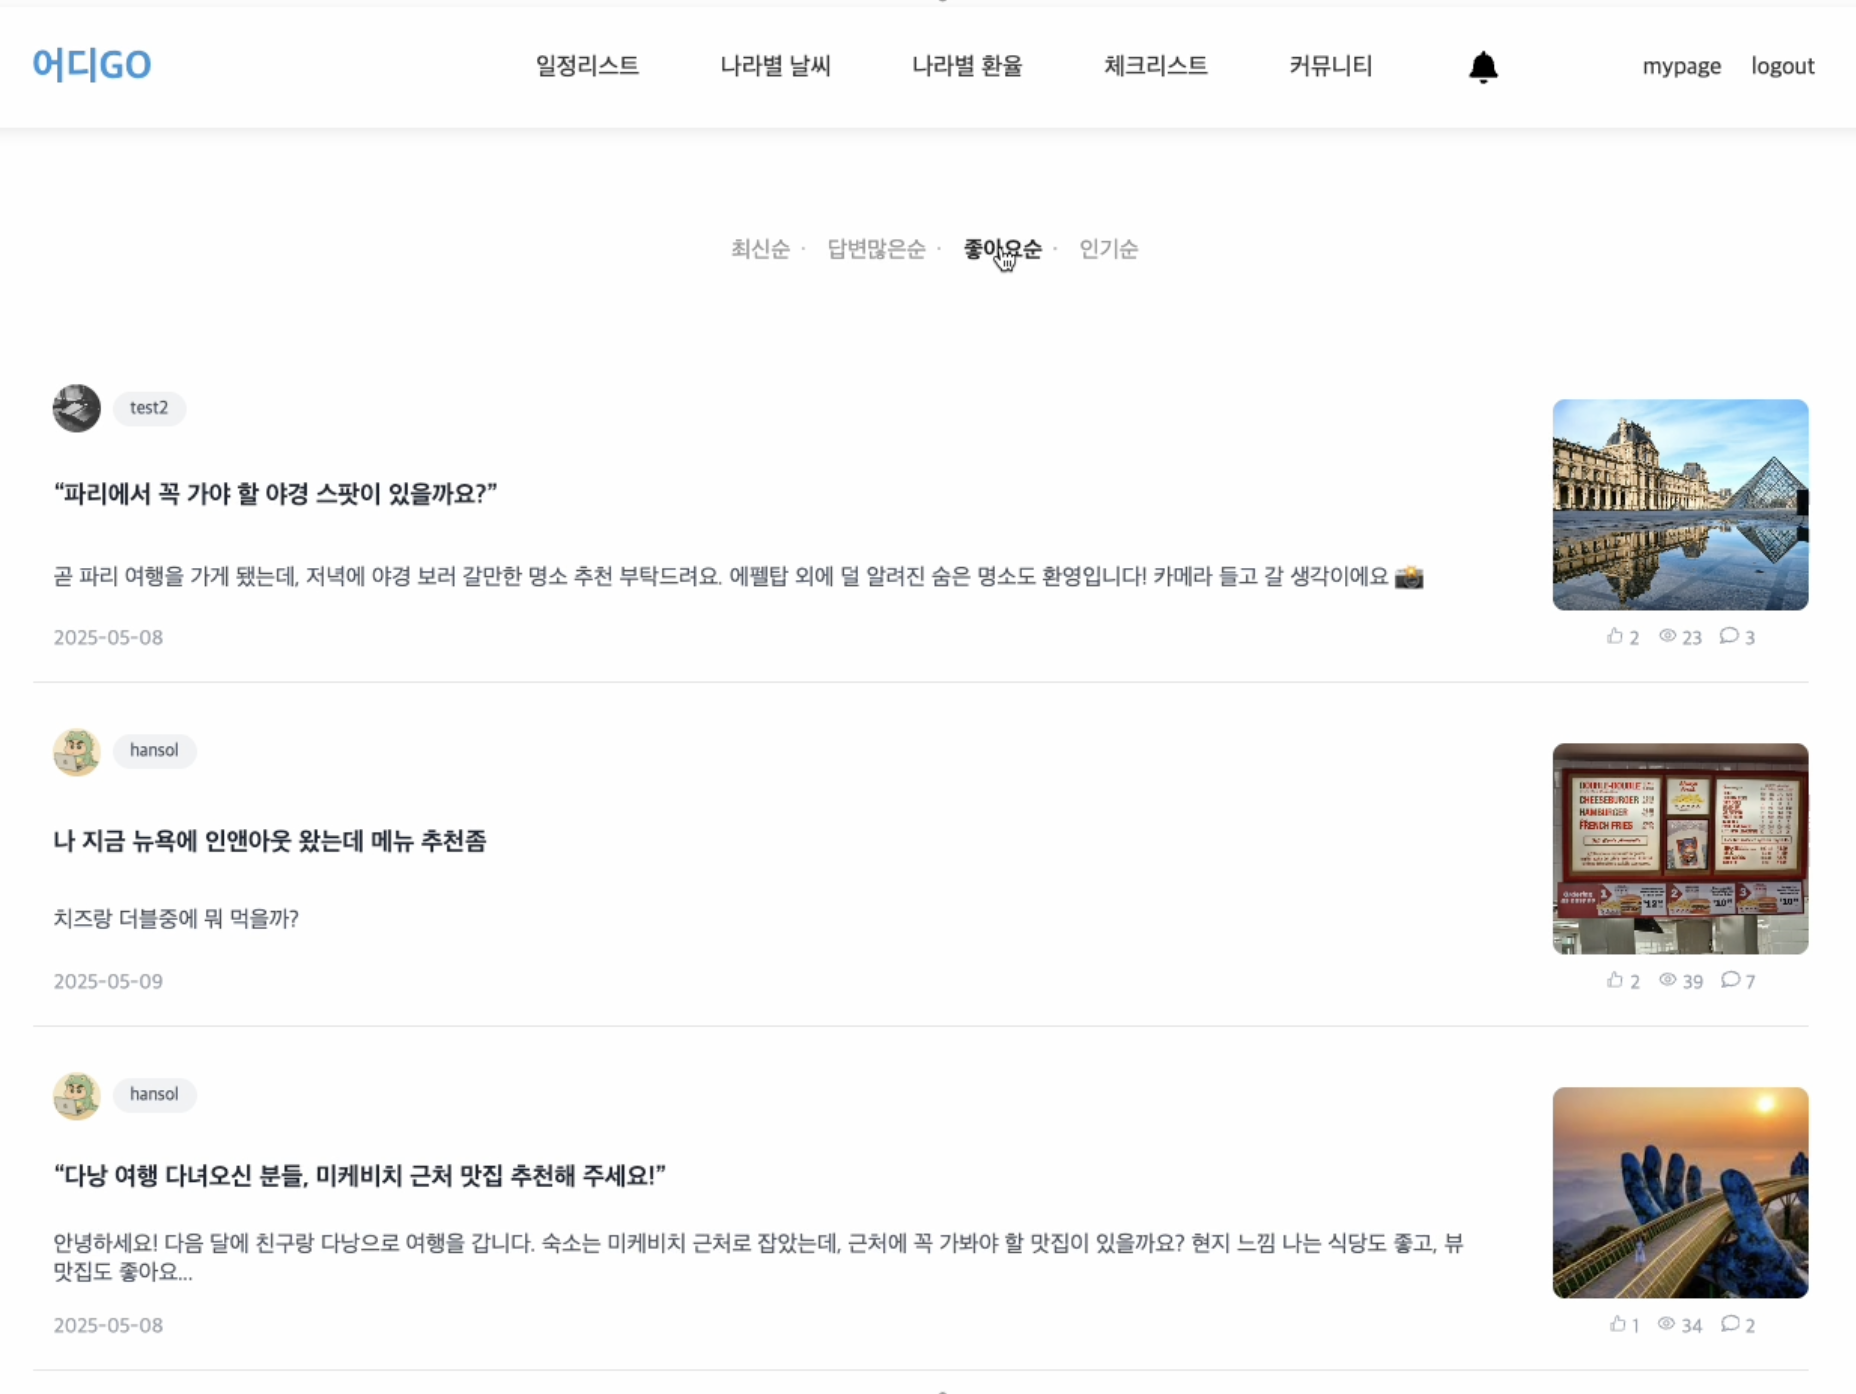 어디GO
일정리스트 나라별 날씨 나라별 환율 체크리스트 커뮤니티 mypage logout
최신순 · 답변많은순 · 좋아요순 · 인기순
test2
“파리에서 꼭 가야 할 야경 스팟이 있을까요?”
곧 파리 여행을 가게 됐는데, 저녁에 야경 보러 갈만한 명소 추천 부탁드려요. 에펠탑 외에 덜 알려진 숨은 명소도 환영입니다! 카메라 들고 갈 생각이에요 📸
2025-05-08
2 23 3
hansol
나 지금 뉴욕에 인앤아웃 왔는데 메뉴 추천좀
치즈랑 더블중에 뭐 먹을까?
DOUBLE-DOUBLE
CHEESEBURGER
HAMBURGER
FRENCH FRIES
1 2 3
2025-05-09
2 39 7
hansol
“다낭 여행 다녀오신 분들, 미케비치 근처 맛집 추천해 주세요!”
안녕하세요! 다음 달에 친구랑 다낭으로 여행을 갑니다. 숙소는 미케비치 근처로 잡았는데, 근처에 꼭 가봐야 할 맛집이 있을까요? 현지 느낌 나는 식당도 좋고, 뷰
맛집도 좋아요...
2025-05-08
1 34 2